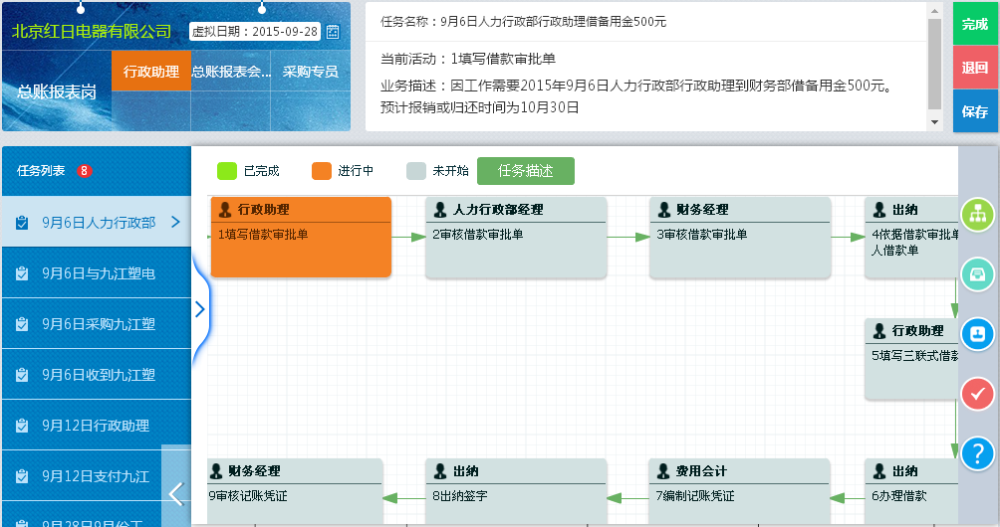 北京红日电器有限公司
虚拟日期：2015-09-28
总账报表岗
行政助理
总账报表会...
采购专员
任务名称：9月6日人力行政部行政助理借备用金500元
当前活动：1填写借款审批单
业务描述：因工作需要2015年9月6日人力行政部行政助理到财务部借备用金500元。
预计报销或归还时间为10月30日
完成
退回
保存
任务列表 8
9月6日人力行政部
9月6日与九江塑电
9月6日采购九江塑
9月6日收到九江塑
9月12日行政助理
9月12日支付九江
9月28日9月份工
已完成
进行中
未开始
任务描述
行政助理
1填写借款审批单
人力行政部经理
2审核借款审批单
财务经理
3审核借款审批单
出纳
4依据借款审批单
人借款单
行政助理
5填写三联式借款
出纳
6办理借款
费用会计
7编制记账凭证
出纳
8出纳签字
财务经理
9审核记账凭证
?